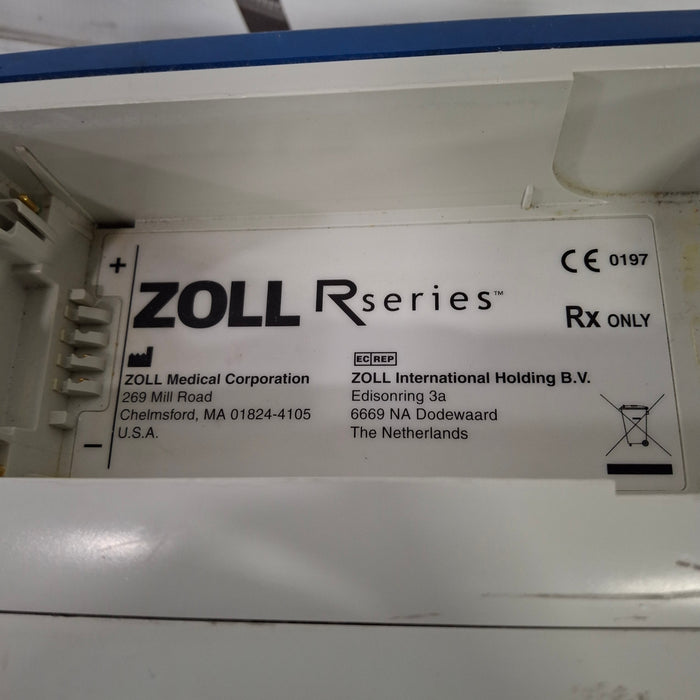 +
ZOLL Rseries™
CE 0197
Rx ONLY
ZOLL Medical Corporation
269 Mill Road
Chelmsford, MA 01824-4105
U.S.A.
EC REP
ZOLL International Holding B.V.
Edisonring 3a
6669 NA Dodewaard
The Netherlands
−